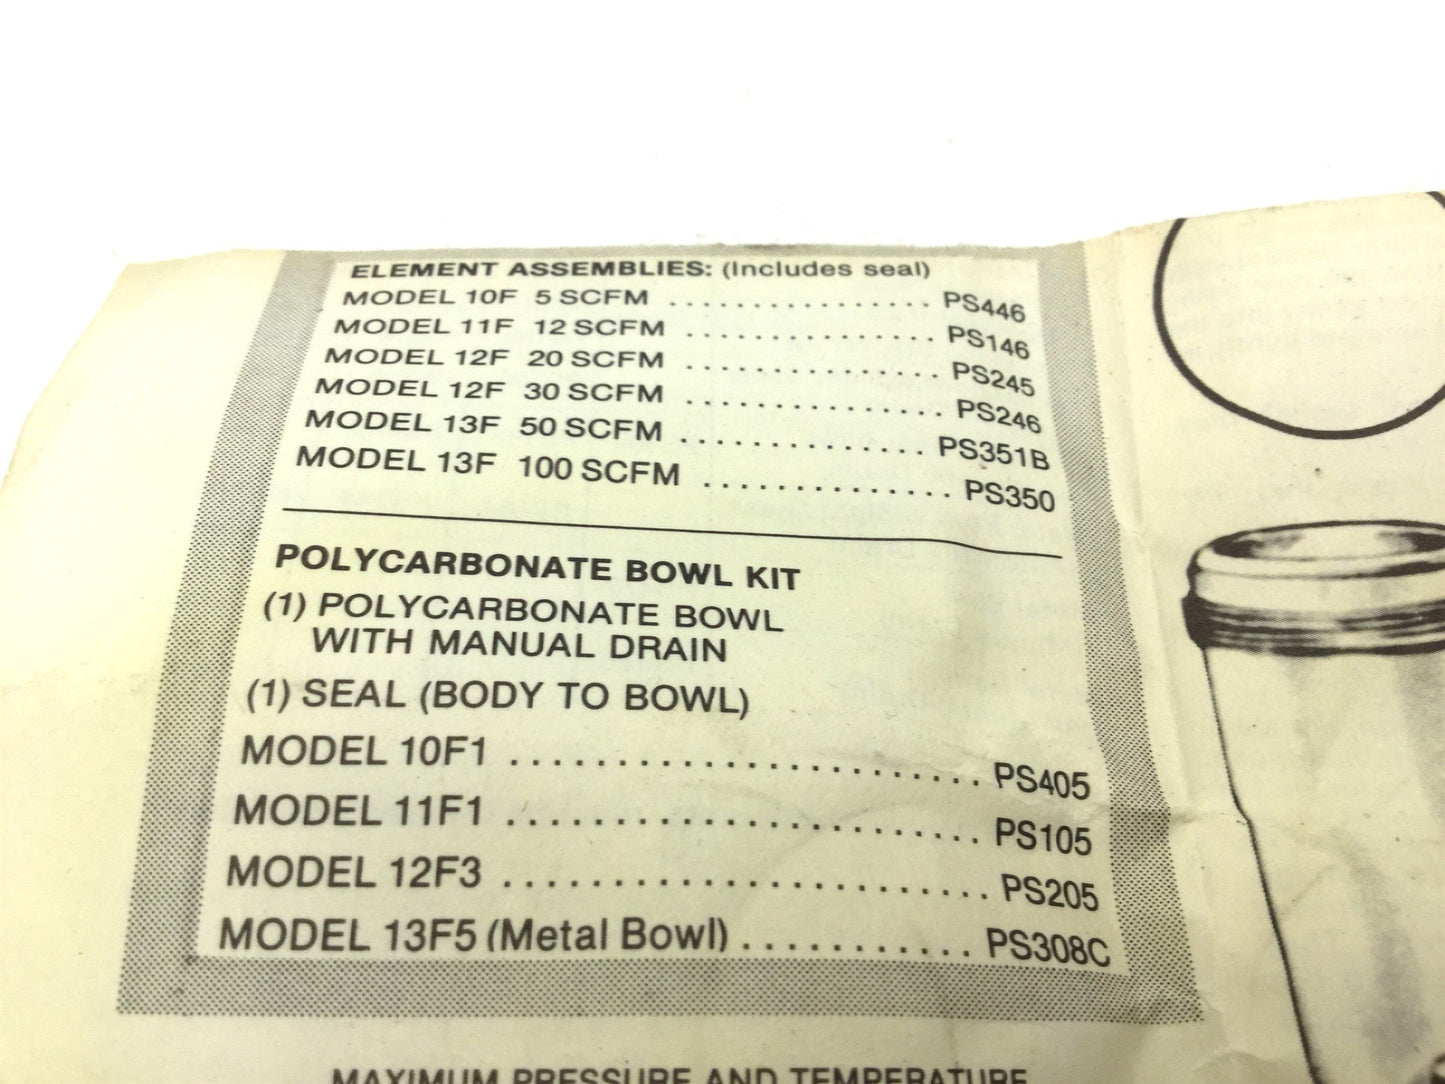 ELEMENT ASSEMBLIES: (Includes seal)
MODEL 10F 5 SCFM ................ PS446
MODEL 11F 12 SCFM ................ PS146
MODEL 12F 20 SCFM ................ PS245
MODEL 12F 30 SCFM ................ PS246
MODEL 13F 50 SCFM ................ PS351B
MODEL 13F 100 SCFM ................ PS350
POLYCARBONATE BOWL KIT
(1) POLYCARBONATE BOWL
WITH MANUAL DRAIN
(1) SEAL (BODY TO BOWL)
MODEL 10F1 ........................ PS405
MODEL 11F1 ........................ PS105
MODEL 12F3 ........................ PS205
MODEL 13F5 (Metal Bowl) ............ PS308C
MAXIMUM PRESSURE AND TEMPERATURE